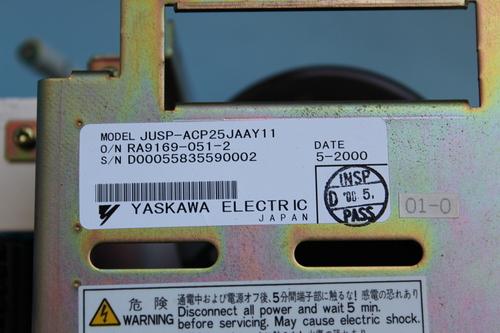 MODEL JUSP-ACP25JAAY11
O/N RA9169-051-2
S/N D00055835590002
DATE
5-2000
YASKAWA ELECTRIC
JAPAN
INSP
D '00.5.
PASS
01-0
危険
WARNING
通電中および電源オフ後、5分間端子部に触るな! 感電の恐れあり
Disconnect all power and wait 5 min.
before servicing. May cause electric shock.